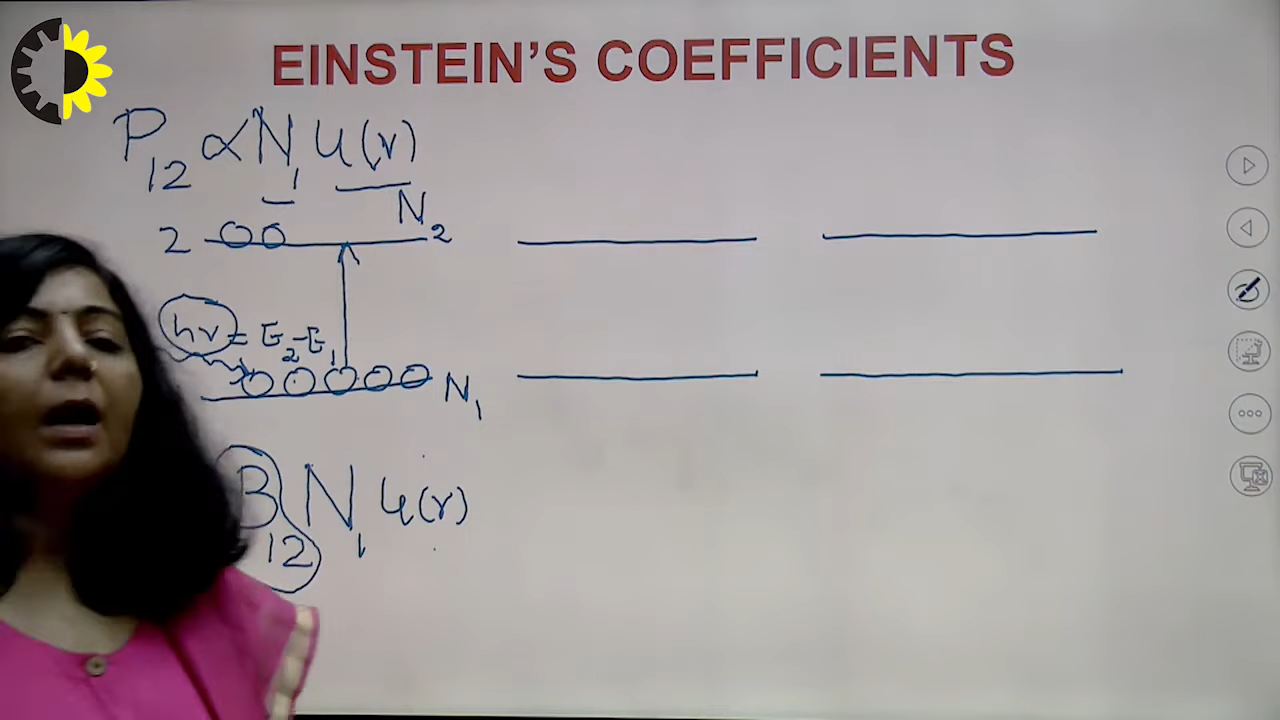 EINSTEIN'S COEFFICIENTS
P₁₂ ∝ N₁ u(ν)
N₂
2
hν = E₂-E₁
N₁
B₁₂ N₁ u(ν)